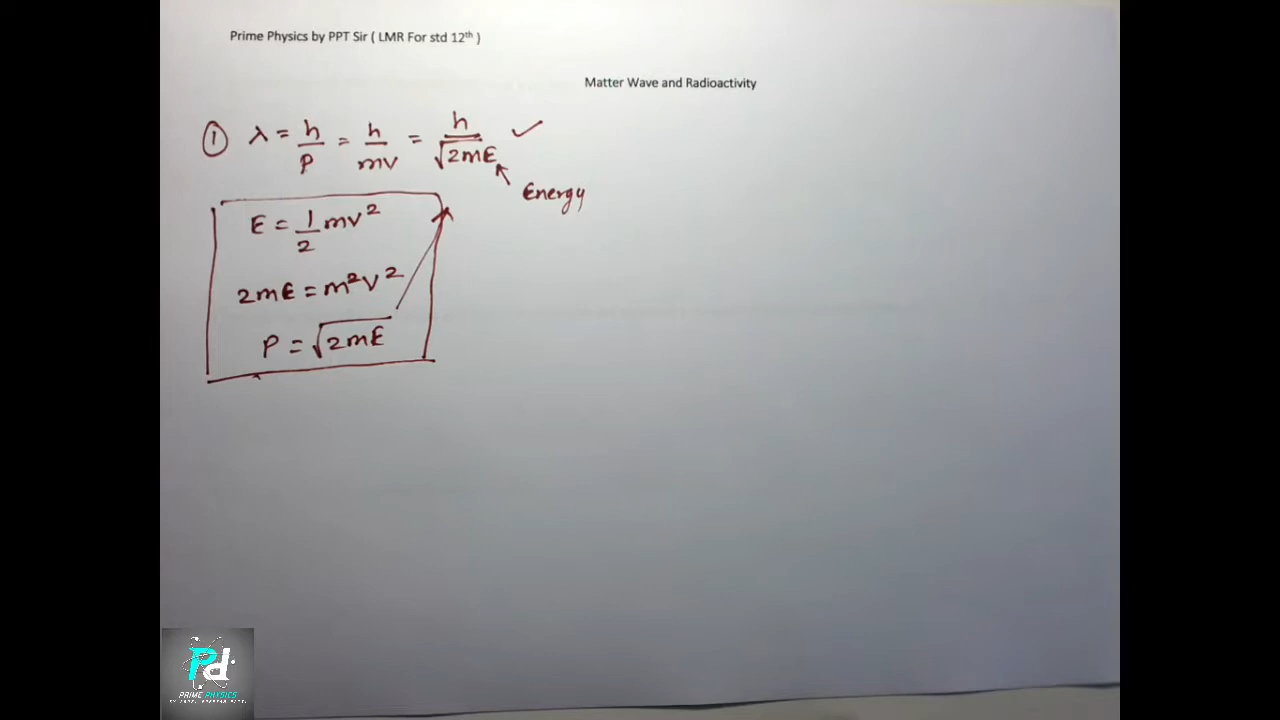 Prime Physics by PPT Sir ( LMR For std 12th )
Matter Wave and Radioactivity
① λ = h/P = h/mv = h/√2mE ✓
Energy
E = 1/2 mv²
2mE = m²v²
P = √2mE
Pd
PRIME PHYSICS